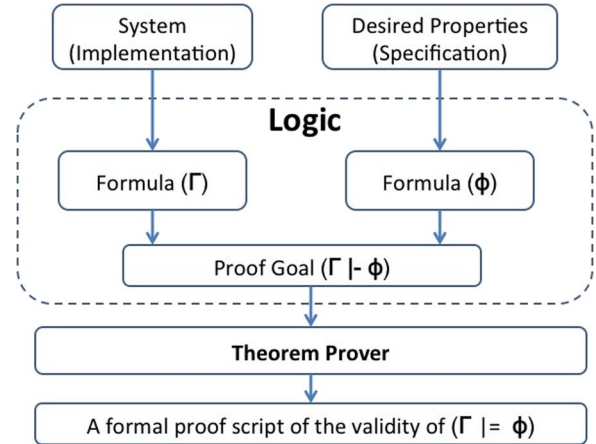 System
(Implementation)
Desired Properties
(Specification)
Logic
Formula (Γ)
Formula (ϕ)
Proof Goal (Γ |- ϕ)
Theorem Prover
A formal proof script of the validity of (Γ |= ϕ)